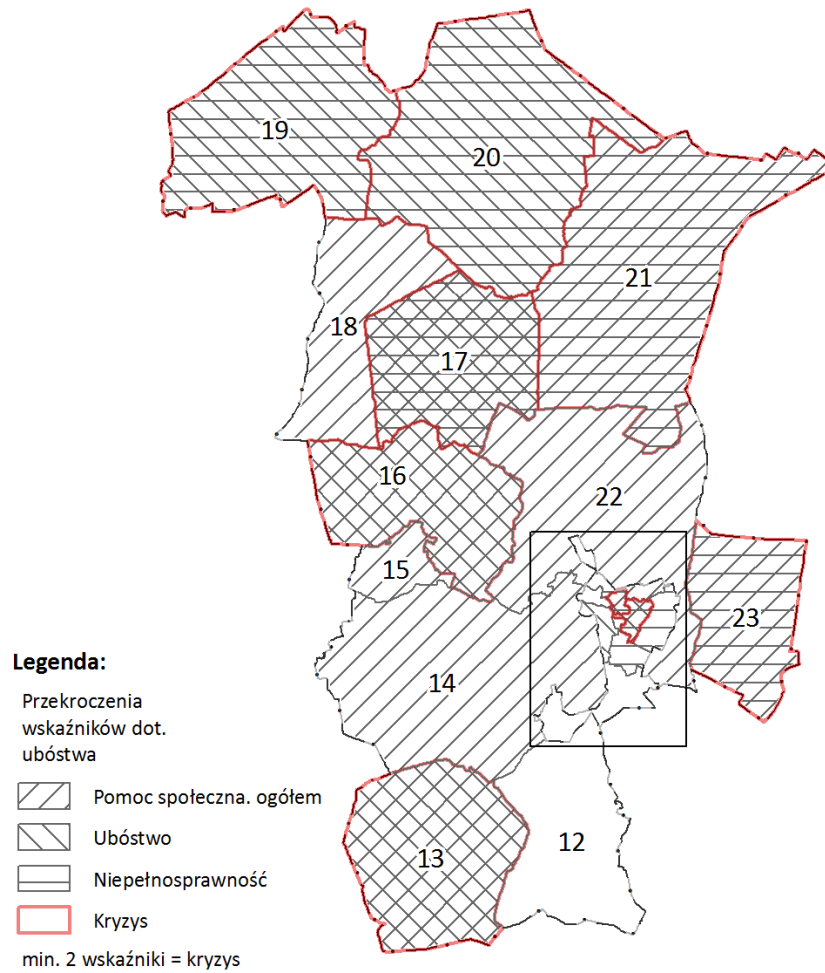 19
20
21
18
17
16
22
15
23
14
13
12
Legenda:
Przekroczenia
wskaźników dot.
ubóstwa
Pomoc społeczna. ogółem
Ubóstwo
Niepełnosprawność
Kryzys
min. 2 wskaźniki = kryzys